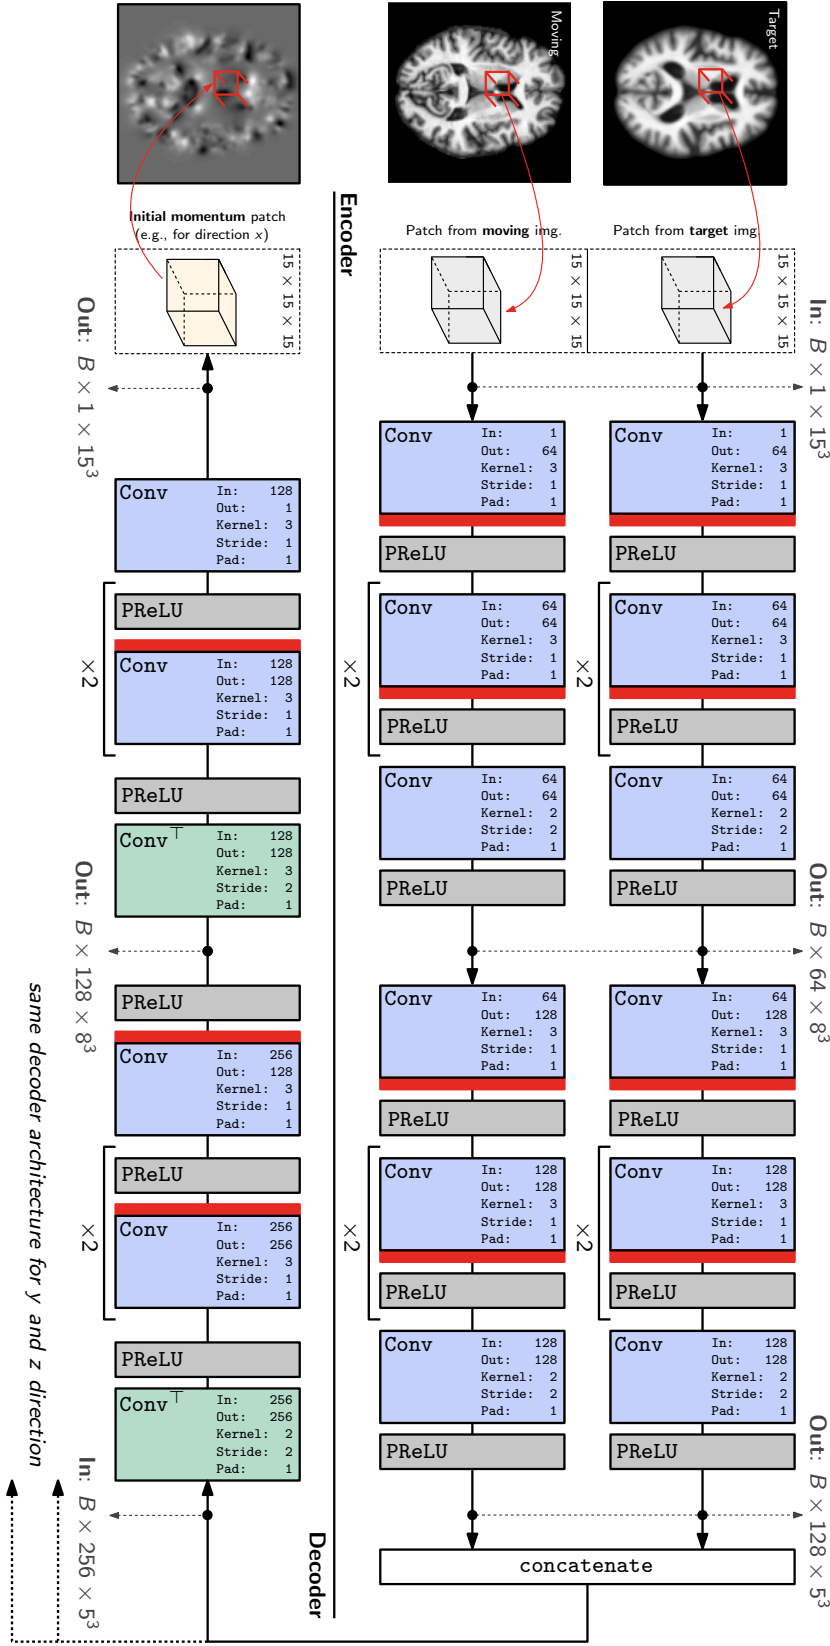 Moving
Target
Initial momentum patch
(e.g., for direction x)
Encoder
Patch from moving img.
Patch from target img.
15 × 15 × 15
15 × 15 × 15
15 × 15 × 15
Out: B × 1 × 15³
In: B × 1 × 15³
Conv
In: 128
Out: 1
Kernel: 3
Stride: 1
Pad: 1
PReLU
×2
Conv
In: 128
Out: 128
Kernel: 3
Stride: 1
Pad: 1
PReLU
Conv⊤
In: 128
Out: 128
Kernel: 3
Stride: 2
Pad: 1
Out: B × 128 × 8³
PReLU
Conv
In: 256
Out: 128
Kernel: 3
Stride: 1
Pad: 1
PReLU
×2
Conv
In: 256
Out: 256
Kernel: 3
Stride: 1
Pad: 1
PReLU
Conv⊤
In: 256
Out: 256
Kernel: 2
Stride: 2
Pad: 1
In: B × 256 × 5³
same decoder architecture for y and z direction
Decoder
Conv
In: 1
Out: 64
Kernel: 3
Stride: 1
Pad: 1
PReLU
×2
Conv
In: 64
Out: 64
Kernel: 3
Stride: 1
Pad: 1
PReLU
Conv
In: 64
Out: 64
Kernel: 2
Stride: 2
Pad: 1
PReLU
Conv
In: 64
Out: 128
Kernel: 3
Stride: 1
Pad: 1
PReLU
×2
Conv
In: 128
Out: 128
Kernel: 3
Stride: 1
Pad: 1
PReLU
Conv
In: 128
Out: 128
Kernel: 2
Stride: 2
Pad: 1
PReLU
Conv
In: 1
Out: 64
Kernel: 3
Stride: 1
Pad: 1
PReLU
×2
Conv
In: 64
Out: 64
Kernel: 3
Stride: 1
Pad: 1
PReLU
Conv
In: 64
Out: 64
Kernel: 2
Stride: 2
Pad: 1
PReLU
Out: B × 64 × 8³
Conv
In: 64
Out: 128
Kernel: 3
Stride: 1
Pad: 1
PReLU
×2
Conv
In: 128
Out: 128
Kernel: 3
Stride: 1
Pad: 1
PReLU
Conv
In: 128
Out: 128
Kernel: 2
Stride: 2
Pad: 1
PReLU
Out: B × 128 × 5³
concatenate